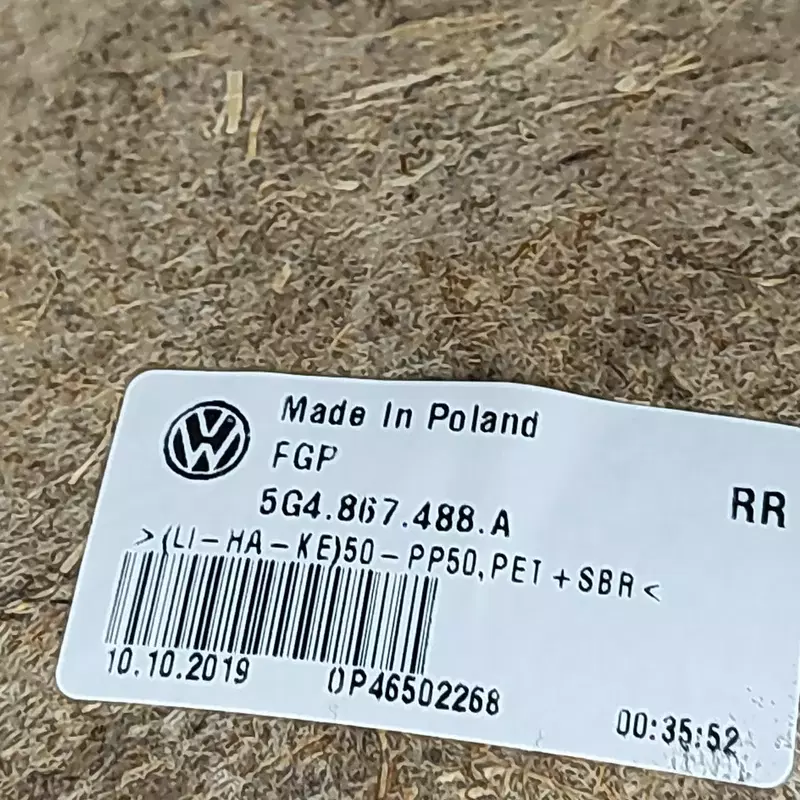 Made In Poland
FGP
5G4.867.488.A
RR
>(LI-HA-KE)50-PP50,PET+SBR<
10.10.2019 0P46502268 00:35:52